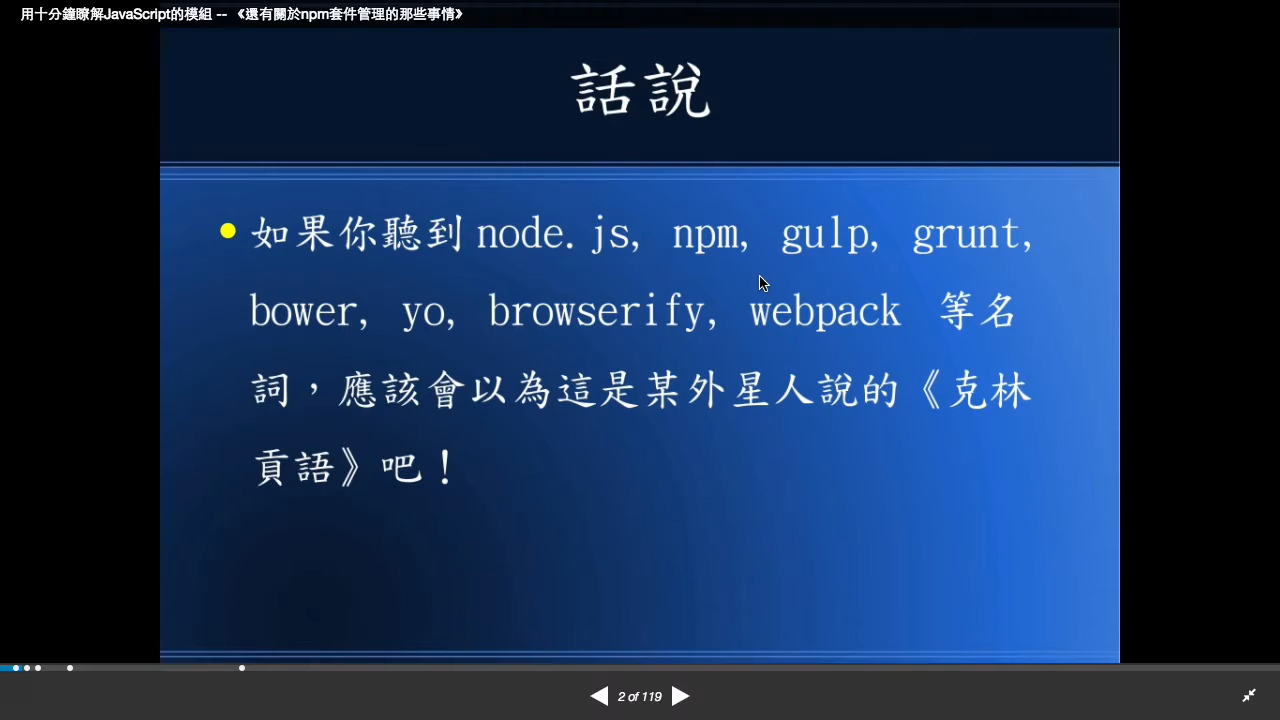 用十分鐘瞭解JavaScript的模組 -- 《還有關於npm套件管理的那些事情》
話說
如果你聽到 node.js, npm, gulp, grunt,
bower, yo, browserify, webpack 等名
詞，應該會以為這是某外星人說的《克林
貢語》吧！
2 of 119